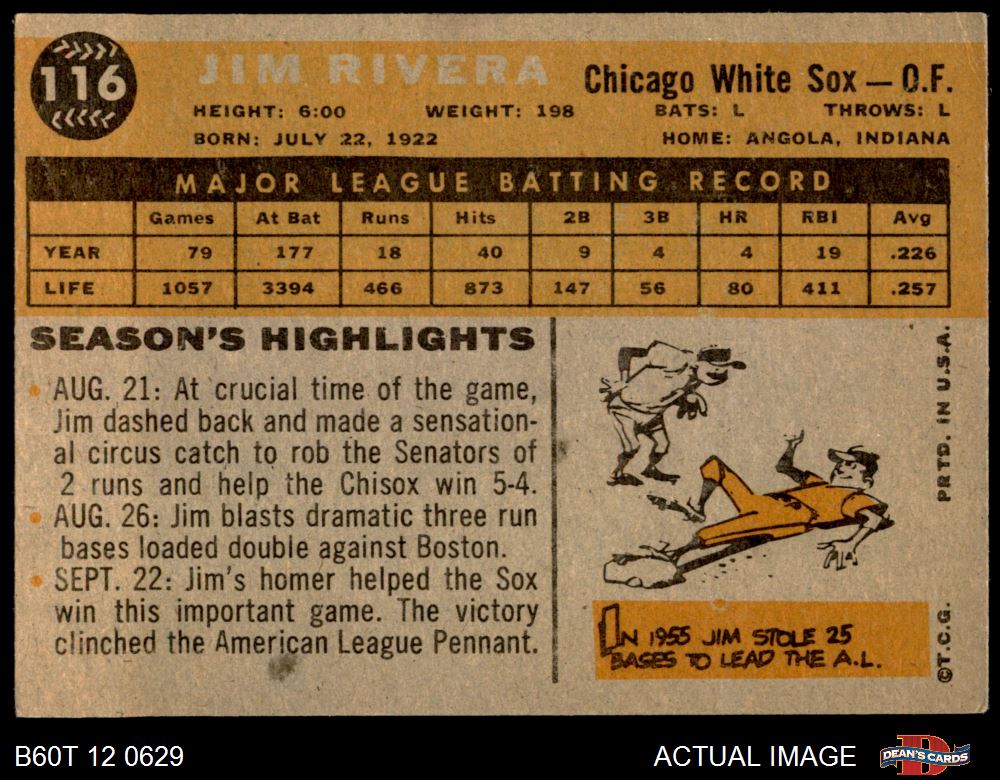 116
JIM RIVERA
Chicago White Sox — O.F.
HEIGHT: 6:00 WEIGHT: 198 BATS: L THROWS: L
BORN: JULY 22, 1922 HOME: ANGOLA, INDIANA
MAJOR LEAGUE BATTING RECORD
Games At Bat Runs Hits 2B 3B HR RBI Avg
YEAR 79 177 18 40 9 4 4 19 .226
LIFE 1057 3394 466 873 147 56 80 411 .257
SEASON'S HIGHLIGHTS
• AUG. 21: At crucial time of the game,
Jim dashed back and made a sensation-
al circus catch to rob the Senators of
2 runs and help the Chisox win 5-4.
• AUG. 26: Jim blasts dramatic three run
bases loaded double against Boston.
• SEPT. 22: Jim's homer helped the Sox
win this important game. The victory
clinched the American League Pennant.
IN 1955 JIM STOLE 25
BASES TO LEAD THE A.L.
PRTD. IN U.S.A.
©T.C.G.
B60T 12 0629
ACTUAL IMAGE
DEAN'S CARDS